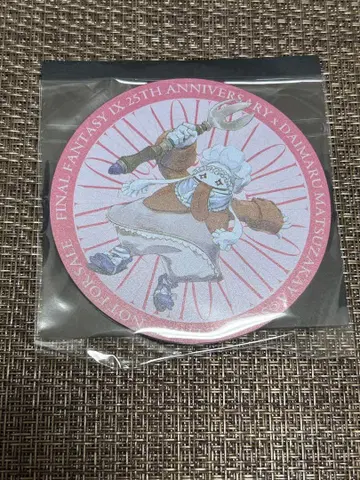 FINAL FANTASY IX 25TH ANNIVERSARY × DAIMARU MATSUZAKAYA
NOT FOR SALE